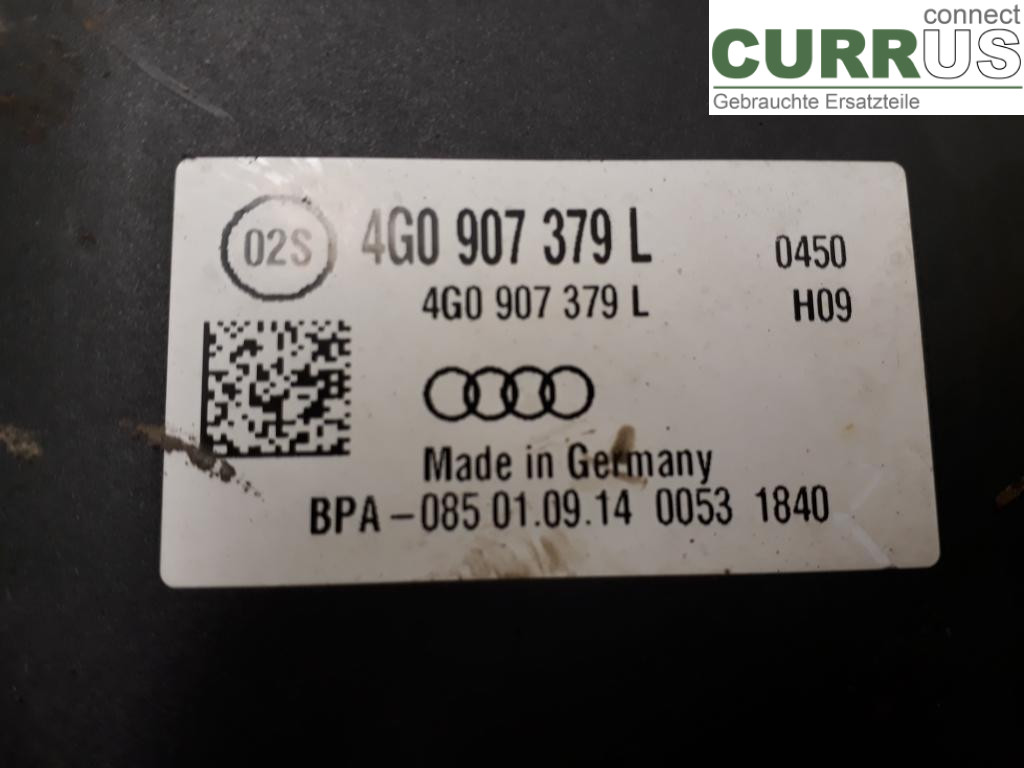 connect
CURRUS
Gebrauchte Ersatzteile
02S 4G0 907 379 L 0450
4G0 907 379 L H09
Made in Germany
BPA-085 01.09.14 0053 1840